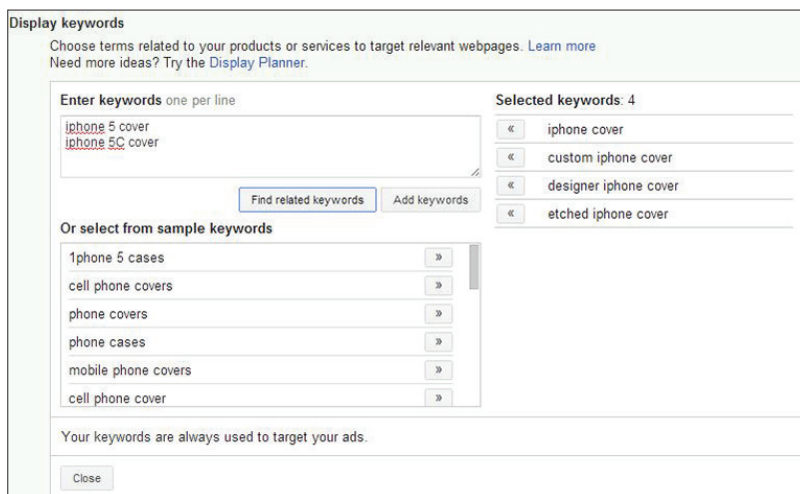 Display keywords
Choose terms related to your products or services to target relevant webpages. Learn more
Need more ideas? Try the Display Planner.
Enter keywords one per line
iphone 5 cover
iphone 5C cover
Find related keywords
Add keywords
Or select from sample keywords
1phone 5 cases »
cell phone covers »
phone covers »
phone cases »
mobile phone covers »
cell phone cover »
Selected keywords: 4
« iphone cover
« custom iphone cover
« designer iphone cover
« etched iphone cover
Your keywords are always used to target your ads.
Close